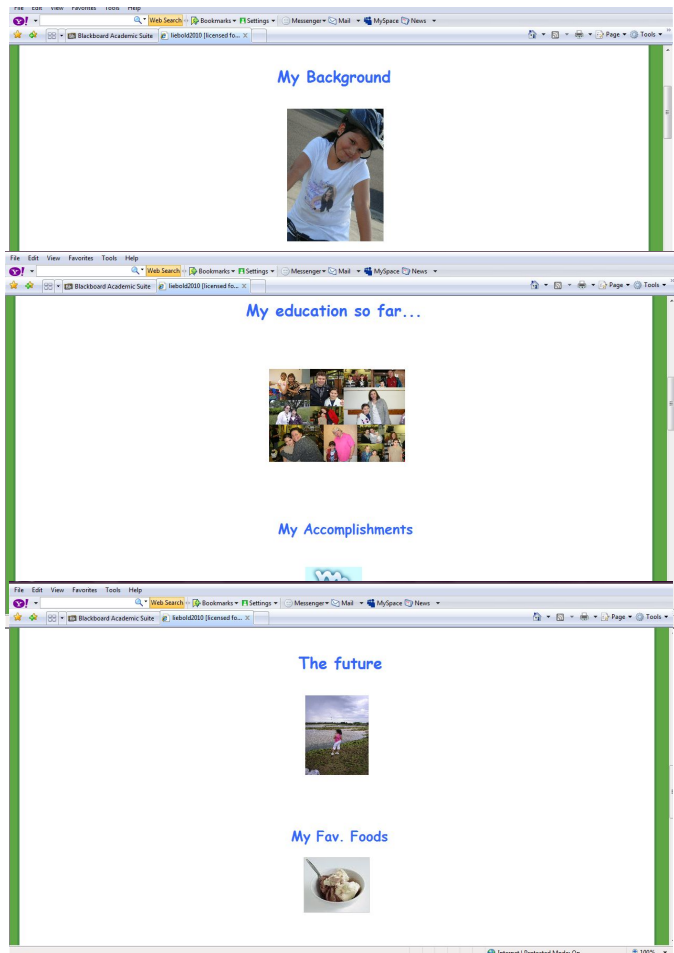 File Edit View Favorites Tools Help
Y! Web Search Bookmarks Settings Messenger Mail MySpace News
Blackboard Academic Suite liebold2010 [licensed fo... X Page Tools
My Background
File Edit View Favorites Tools Help
Y! Web Search Bookmarks Settings Messenger Mail MySpace News
Blackboard Academic Suite liebold2010 [licensed fo... X Page Tools
My education so far...
My Accomplishments
File Edit View Favorites Tools Help
Y! Web Search Bookmarks Settings Messenger Mail MySpace News
Blackboard Academic Suite liebold2010 [licensed fo... X Page Tools
The future
My Fav. Foods
Internet | Protected Mode: On 100%